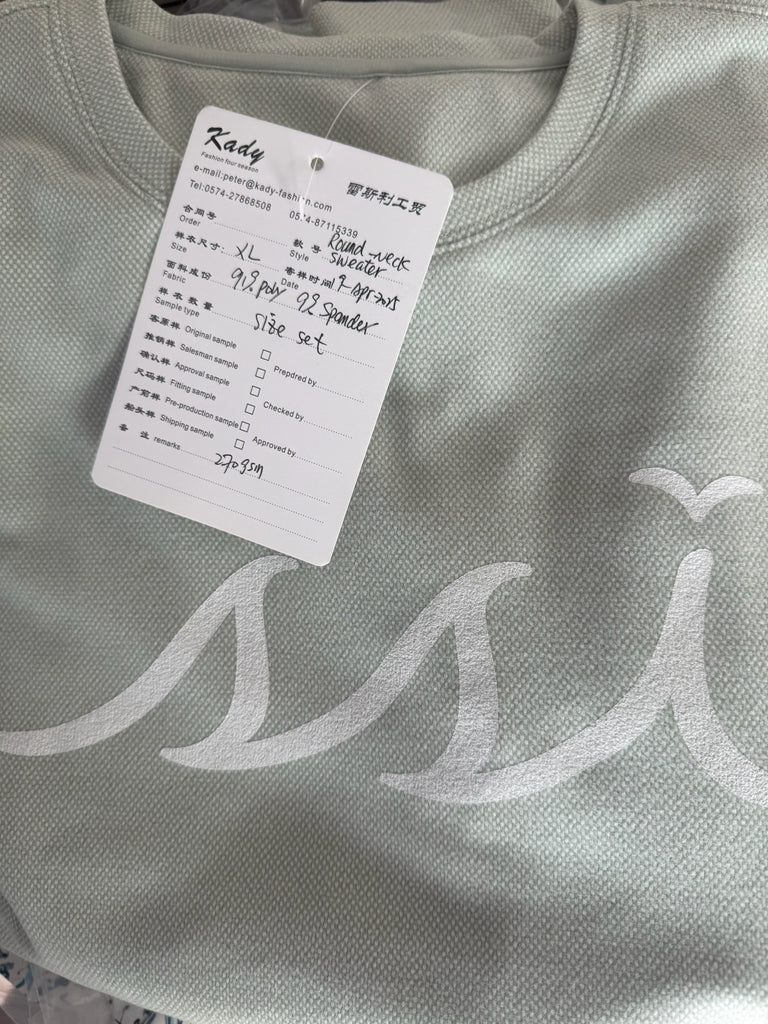 Kady
Fashion four season
雷斯利工贸
e-mail:peter@kady-fashion.com
Tel:0574-27868508 0574-87115339
合同号
Order
款 号 Round-neck
Style sweater
样衣尺寸: XL
Size
寄样时间 9-Apr-2025
Date
面料成份 91% poly 9% Spandex
Fabric
样衣数量 size set
Sample type
客原样 Original sample
推销样 Salesman sample
确认样 Approval sample
尺码样 Fitting sample
产前样 Pre-production sample
船头样 Shipping sample
Prepdred by
Checked by
Approved by
备 注 remarks 270gsm
ssi